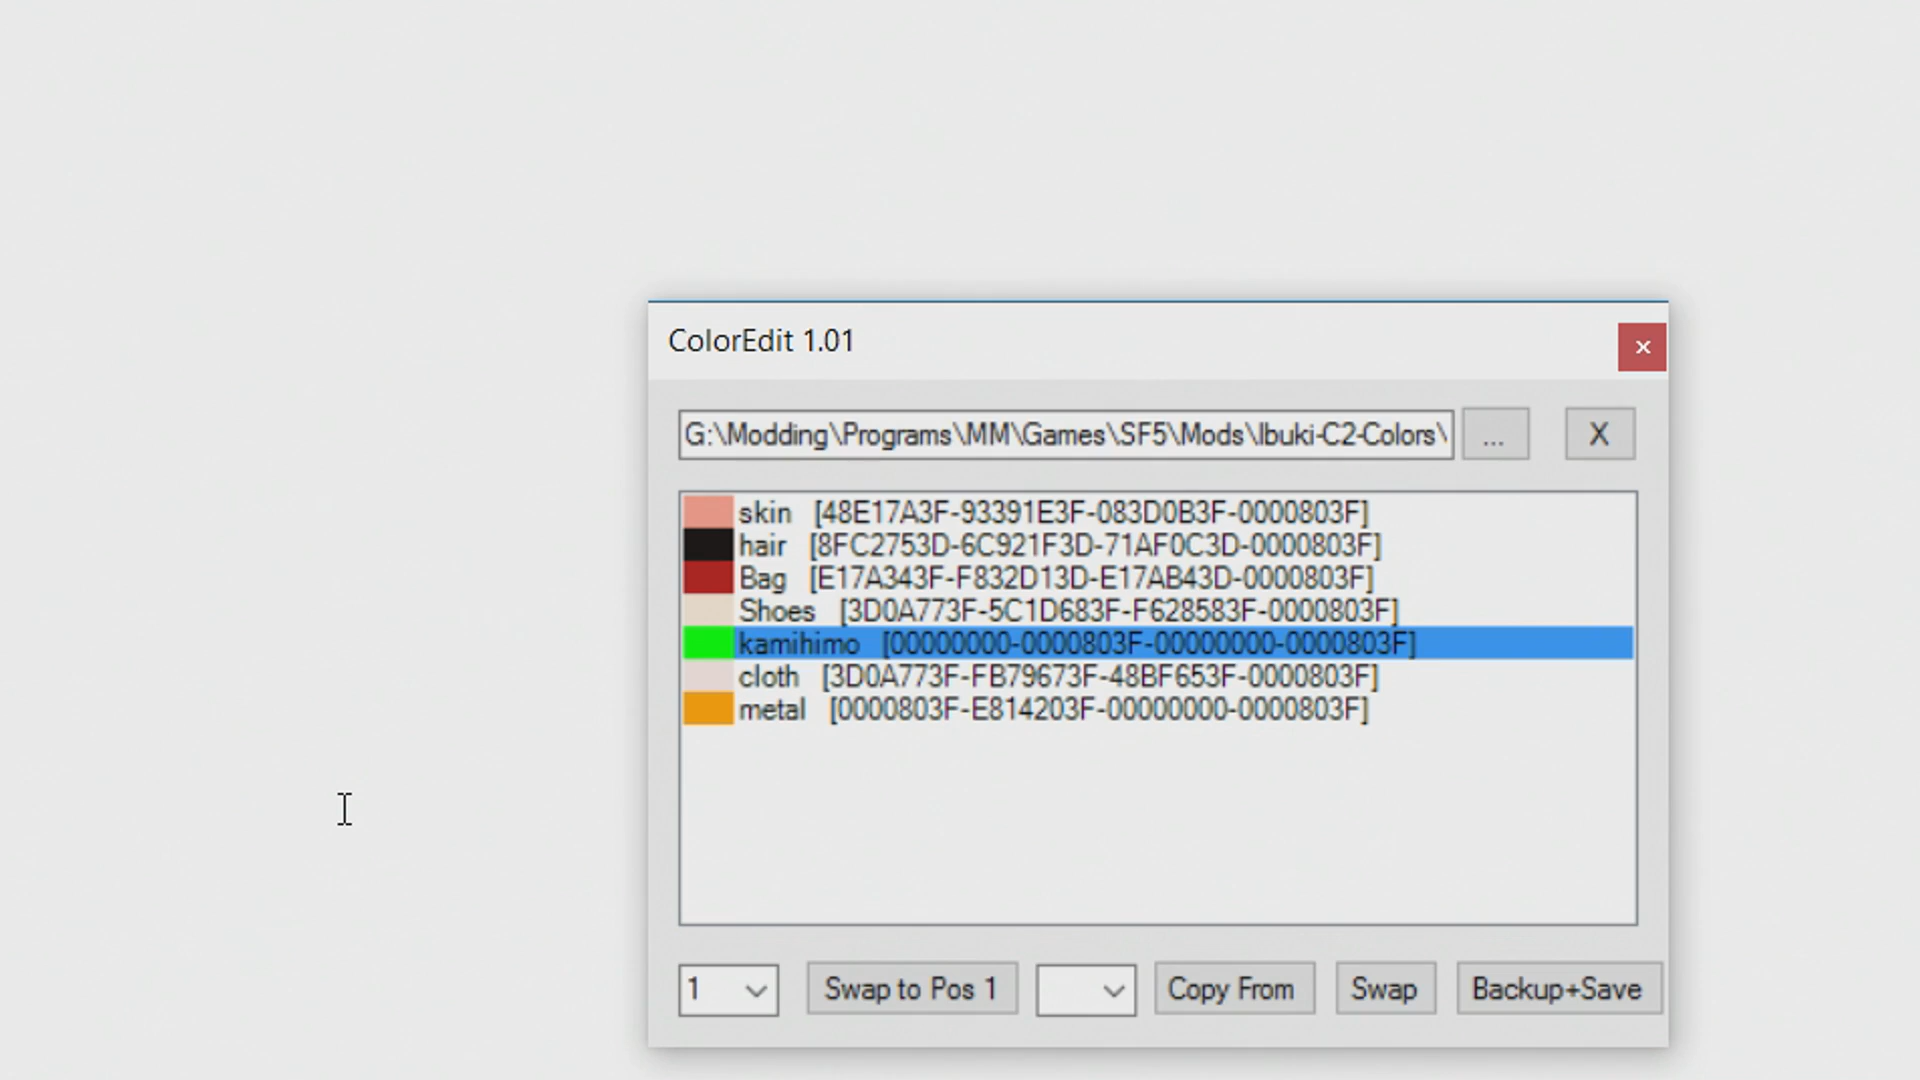 ColorEdit 1.01
G:\Modding\Programs\MM\Games\SF5\Mods\Ibuki-C2-Colors\
...
X
skin [48E17A3F-93391E3F-083D0B3F-0000803F]
hair [8FC2753D-6C921F3D-71AF0C3D-0000803F]
Bag [E17A343F-F832D13D-E17AB43D-0000803F]
Shoes [3D0A773F-5C1D683F-F628583F-0000803F]
kamihimo [00000000-0000803F-00000000-0000803F]
cloth [3D0A773F-FB79673F-48BF653F-0000803F]
metal [0000803F-E814203F-00000000-0000803F]
1
Swap to Pos 1
Copy From
Swap
Backup+Save